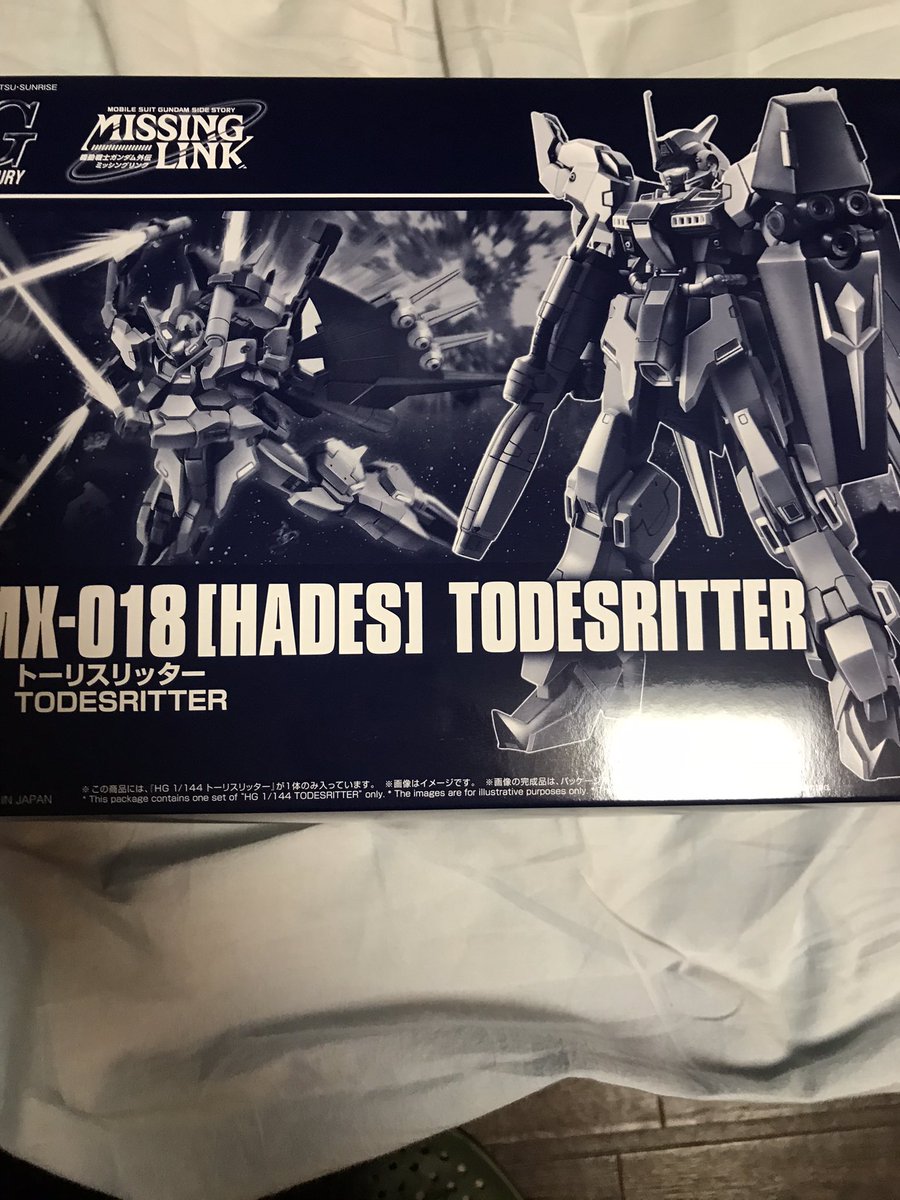 TSU・SUNRISE
G
URY
MOBILE SUIT GUNDAM SIDE STORY
MISSING
LINK
機動戦士ガンダム外伝
ミッシングリンク
MX-018[HADES] TODESRITTER
トーリスリッター
TODESRITTER
IN JAPAN
※この商品には、「HG 1/144 トーリスリッター」が1体のみ入っています。 ※画像はイメージです。 ※画像の完成品は、パッケー
* This package contains one set of "HG 1/144 TODESRITTER" only. * The images are for illustrative purposes only.